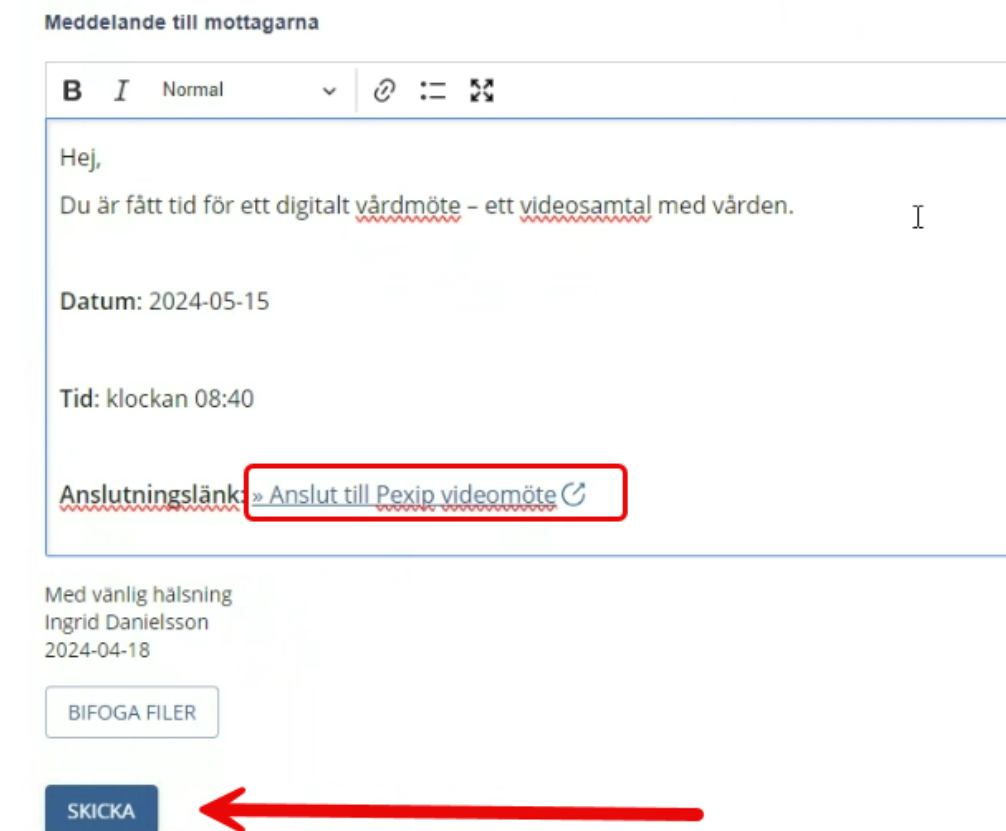 Meddelande till mottagarna
B I Normal
Hej,
Du är fått tid för ett digitalt vårdmöte – ett videosamtal med vården.
Datum: 2024-05-15
Tid: klockan 08:40
Anslutningslänk: » Anslut till Pexip videomöte
Med vänlig hälsning
Ingrid Danielsson
2024-04-18
BIFOGA FILER
SKICKA